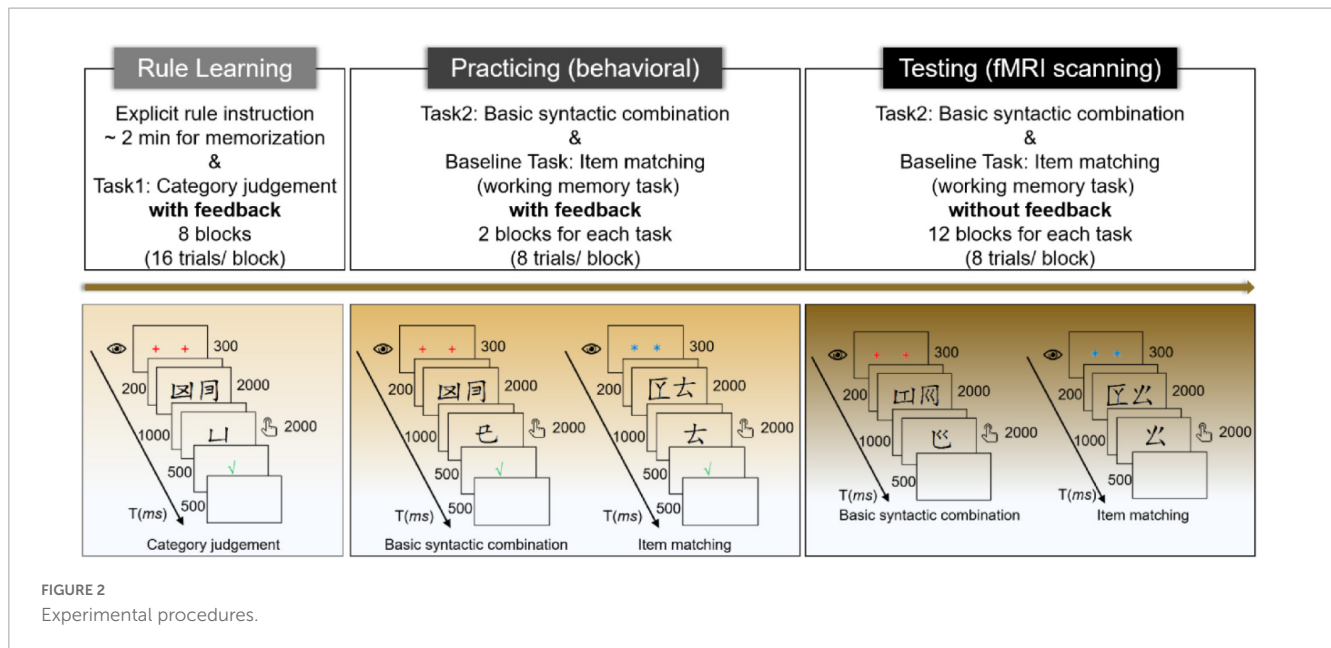 Rule Learning
Explicit rule instruction
~ 2 min for memorization
&
Task1: Category judgement
with feedback
8 blocks
(16 trials/ block)
Practicing (behavioral)
Task2: Basic syntactic combination
&
Baseline Task: Item matching
(working memory task)
with feedback
2 blocks for each task
(8 trials/ block)
Testing (fMRI scanning)
Task2: Basic syntactic combination
&
Baseline Task: Item matching
(working memory task)
without feedback
12 blocks for each task
(8 trials/ block)
+ +
300
200
2000
1000
凵
2000
500
√
500
T(ms)
Category judgement
+ +
300
200
2000
1000
2000
500
√
500
T(ms)
Basic syntactic combination
* *
300
200
2000
1000
2000
500
√
500
T(ms)
Item matching
+ +
300
200
2000
1000
2000
500
500
T(ms)
Basic syntactic combination
* *
300
200
2000
1000
2000
500
500
T(ms)
Item matching
FIGURE 2
Experimental procedures.